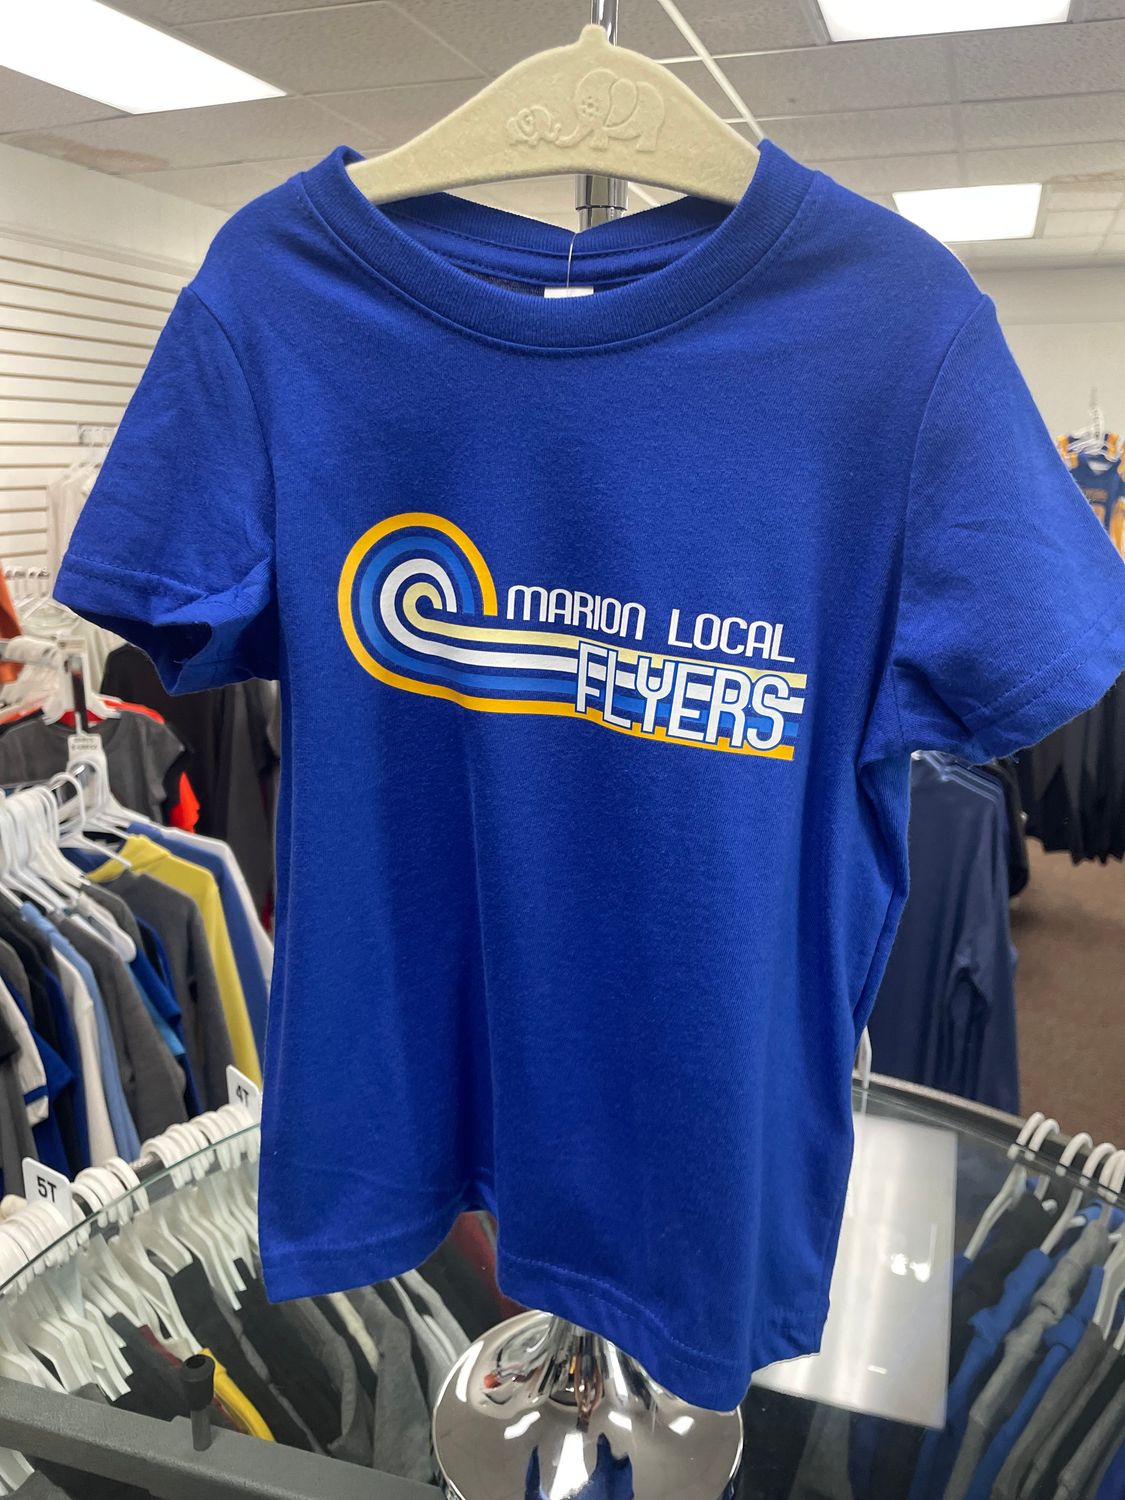 MARION LOCAL
FLYERS
4T
5T